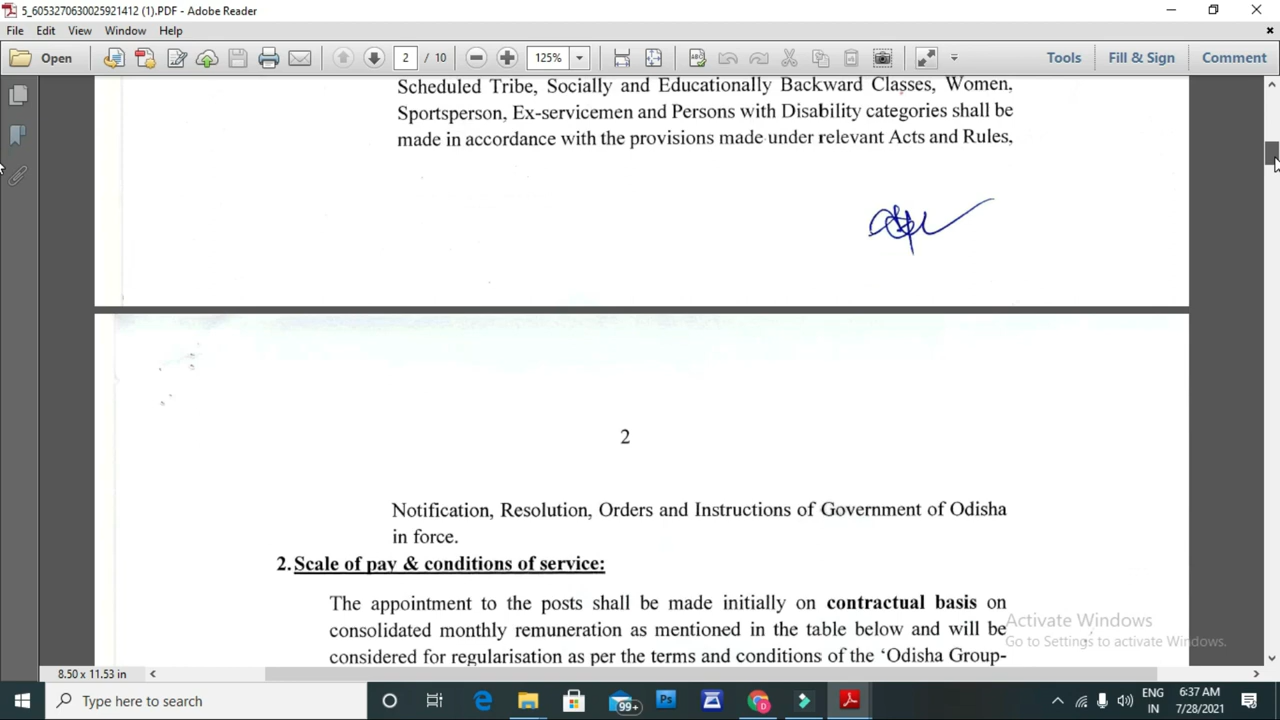 5_6053270630025921412 (1).PDF - Adobe Reader
File Edit View Window Help
Open 2 / 10 125% Tools Fill & Sign Comment
Scheduled Tribe, Socially and Educationally Backward Classes, Women,
Sportsperson, Ex-servicemen and Persons with Disability categories shall be
made in accordance with the provisions made under relevant Acts and Rules,
2
Notification, Resolution, Orders and Instructions of Government of Odisha
in force.
2. Scale of pay & conditions of service:
The appointment to the posts shall be made initially on contractual basis on
consolidated monthly remuneration as mentioned in the table below and will be
considered for regularisation as per the terms and conditions of the ‘Odisha Group-
Activate Windows
Go to Settings to activate Windows.
8.50 x 11.53 in
Type here to search
99+
Ps
ENG
IN
6:37 AM
7/28/2021